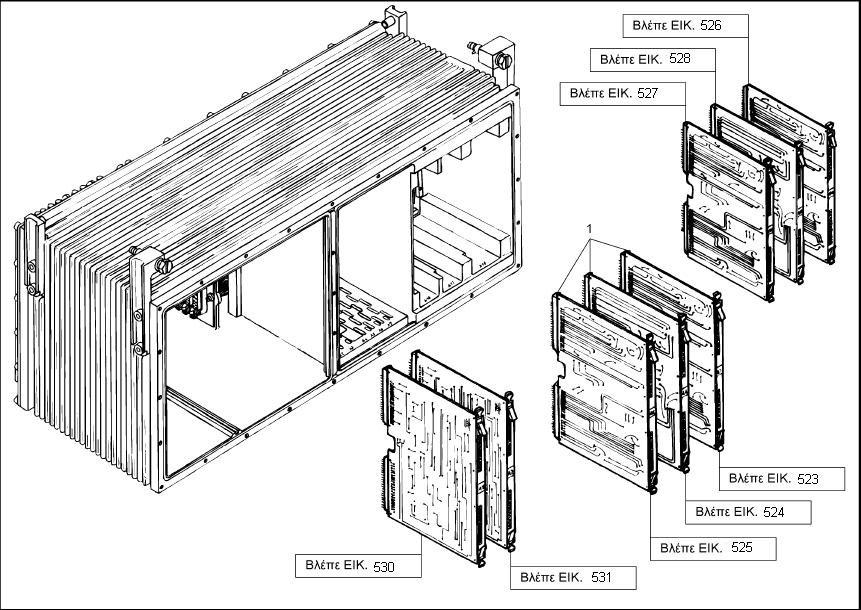 Βλέπε ΕΙΚ. 526
Βλέπε ΕΙΚ. 528
Βλέπε ΕΙΚ. 527
1
Βλέπε ΕΙΚ. 523
Βλέπε ΕΙΚ. 524
Βλέπε ΕΙΚ. 525
Βλέπε ΕΙΚ. 530
Βλέπε ΕΙΚ. 531